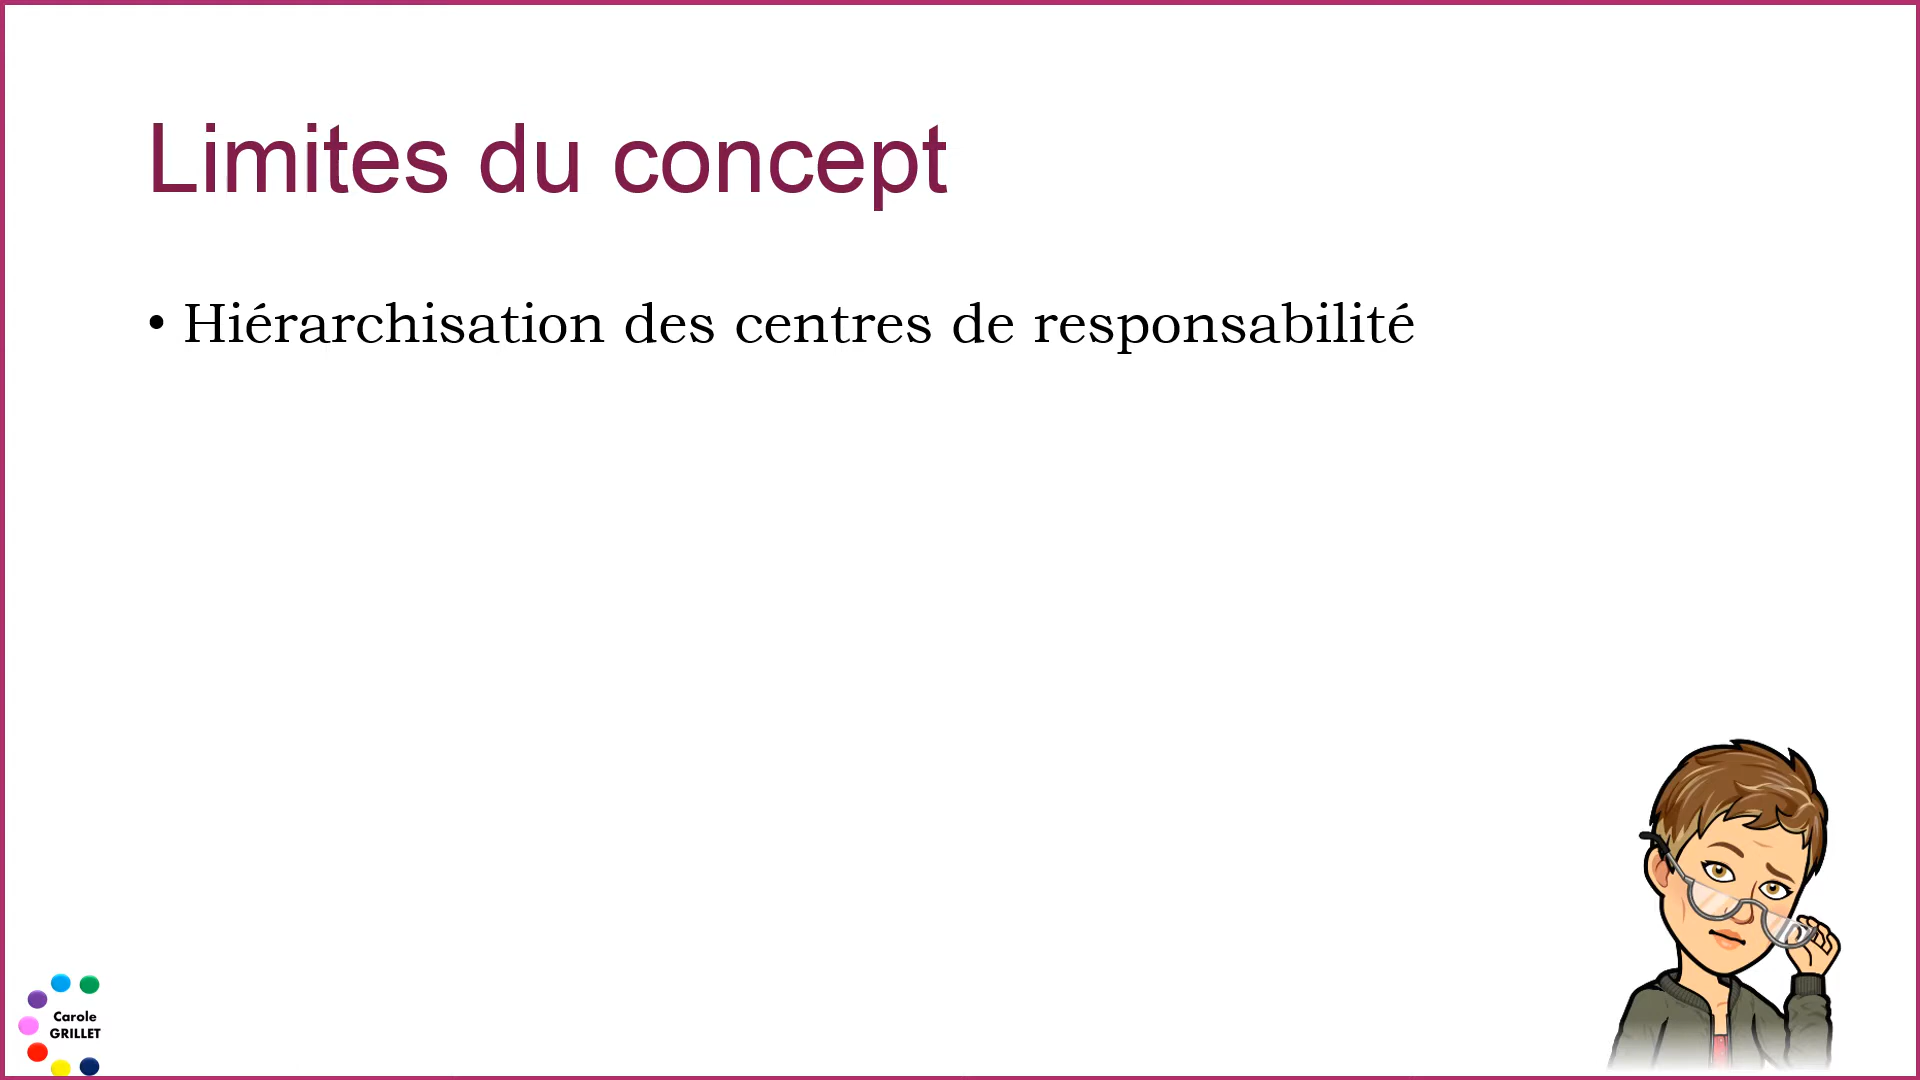 Limites du concept
• Hiérarchisation des centres de responsabilité
Carole
GRILLET